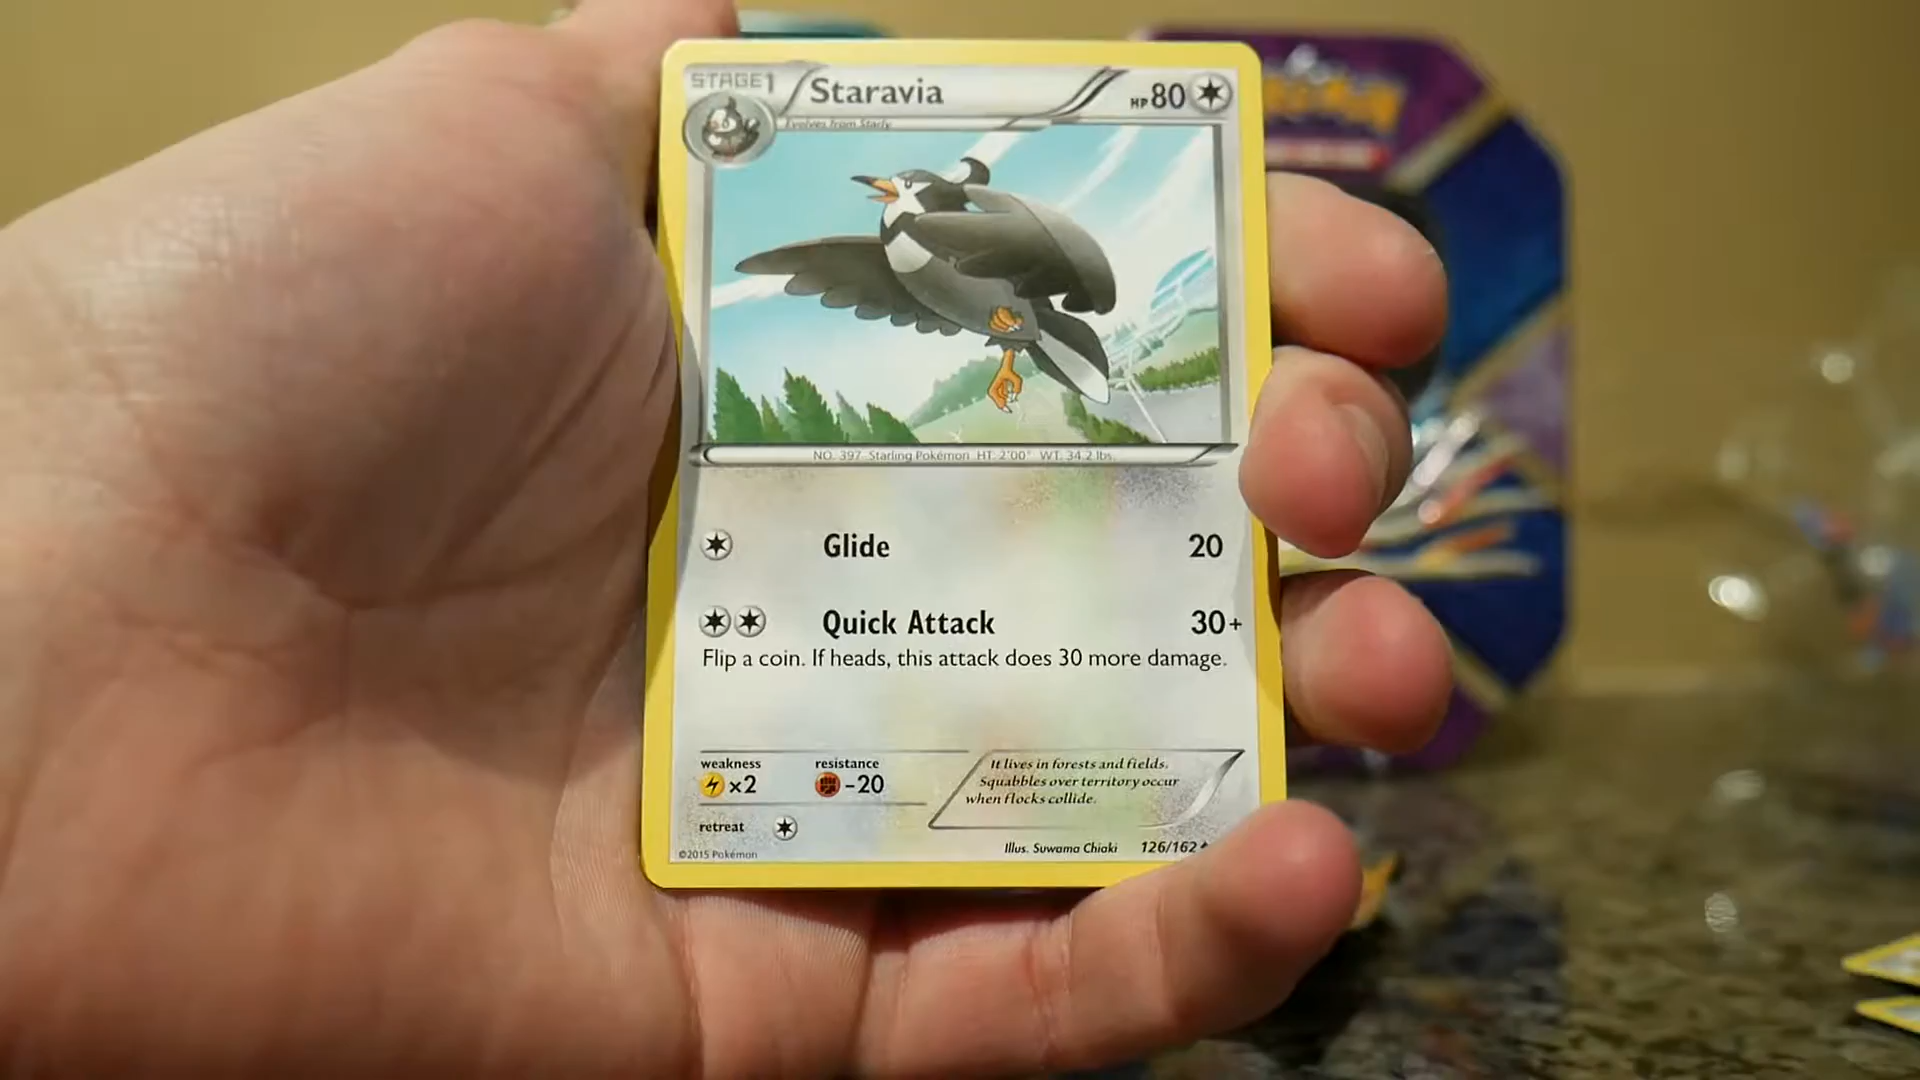 STAGE1 Staravia HP80
Evolves from Starly
NO. 397 Starling Pokémon HT: 2'00" WT: 34.2 lbs.
Glide 20
Quick Attack 30+
Flip a coin. If heads, this attack does 30 more damage.
weakness resistance
×2 -20
It lives in forests and fields.
Squabbles over territory occur
when flocks collide.
retreat
Illus. Suwama Chiaki 126/162
©2015 Pokémon